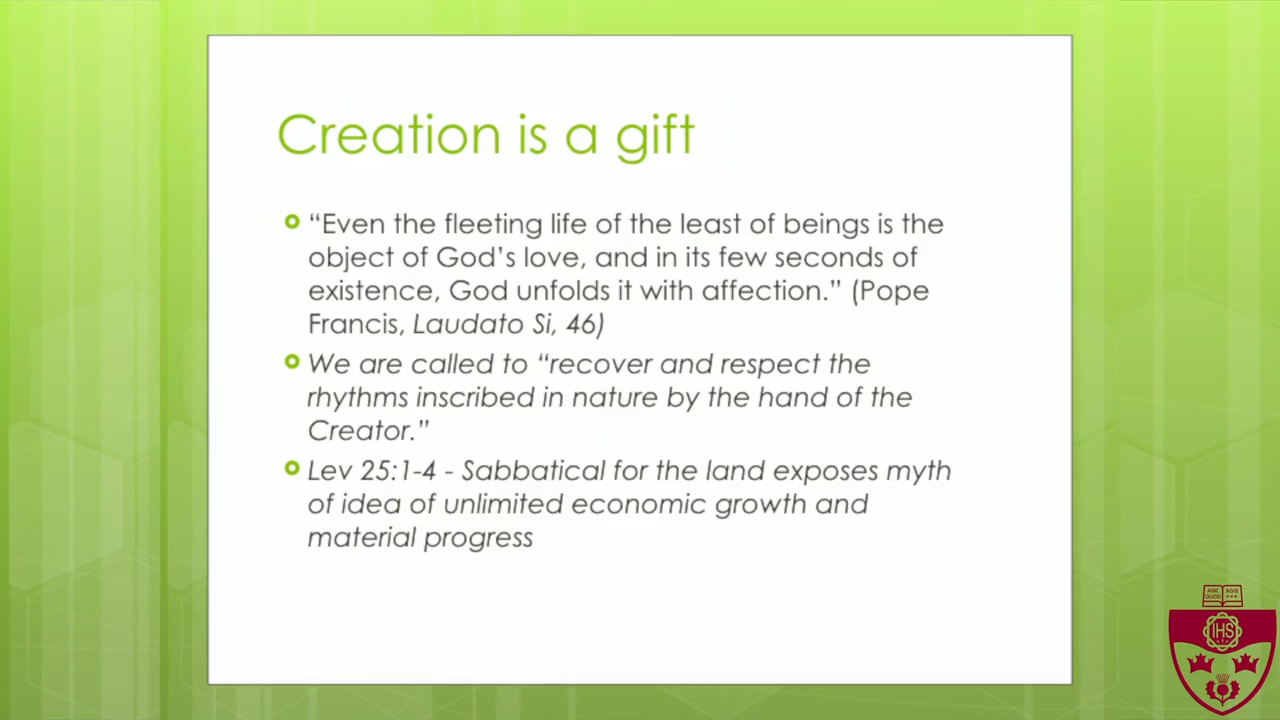 Creation is a gift
“Even the fleeting life of the least of beings is the
object of God’s love, and in its few seconds of
existence, God unfolds it with affection.” (Pope
Francis, Laudato Si, 46)
We are called to “recover and respect the
rhythms inscribed in nature by the hand of the
Creator.”
Lev 25:1-4 - Sabbatical for the land exposes myth
of idea of unlimited economic growth and
material progress
AGE AGIS
QUOD +++
IHS